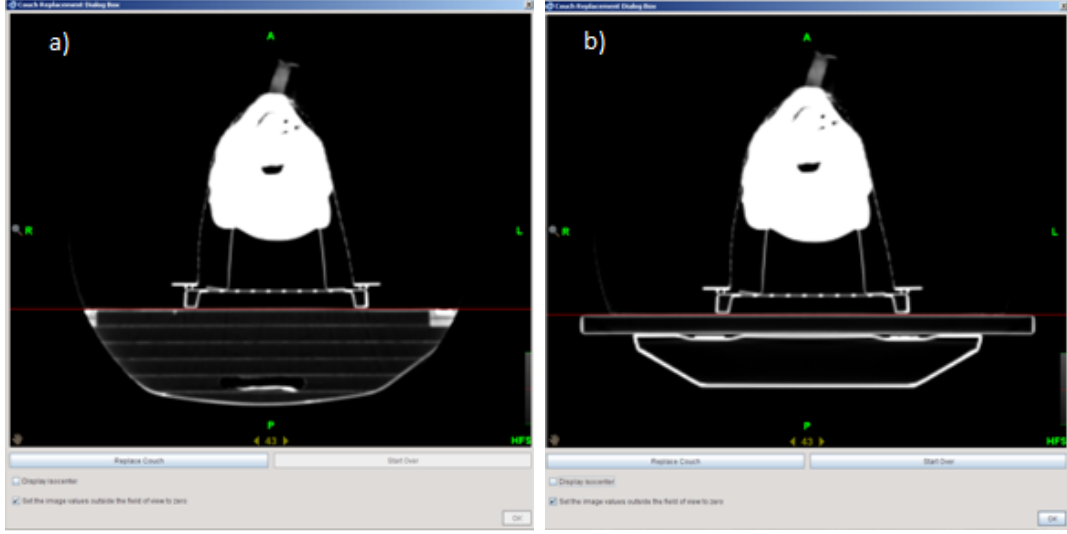 Couch Replacement Dialog Box
a)
A
R
L
P
43
HFS
Replace Couch
Start Over
Display isocenter
Set the image values outside the field of view to zero
OK
Couch Replacement Dialog Box
b)
A
R
L
P
43
HFS
Replace Couch
Start Over
Display isocenter
Set the image values outside the field of view to zero
OK